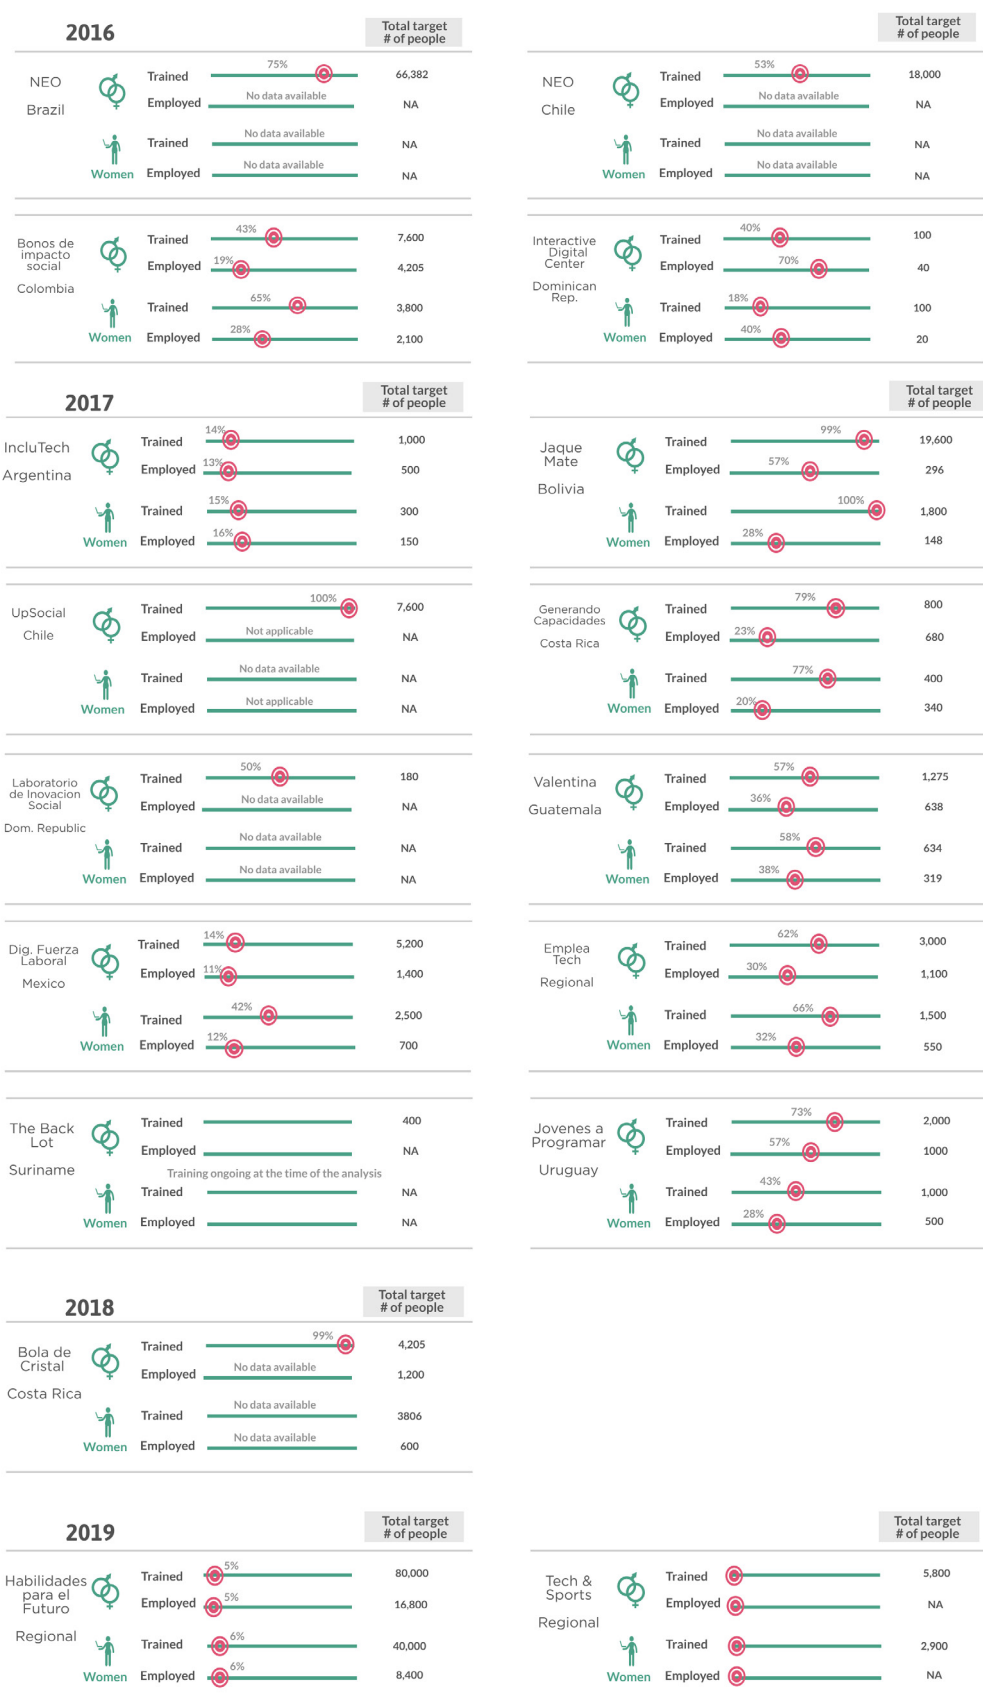 2016
Total target
# of people
NEO
Brazil
Trained
75%
66,382
Employed
No data available
NA
Women
Trained
No data available
NA
Employed
No data available
NA
Total target
# of people
NEO
Chile
Trained
53%
18,000
Employed
No data available
NA
Women
Trained
No data available
NA
Employed
No data available
NA
Bonos de
impacto
social
Colombia
Trained
43%
7,600
Employed
19%
4,205
Women
Trained
65%
3,800
Employed
28%
2,100
Interactive
Digital
Center
Dominican
Rep.
Trained
40%
100
Employed
70%
40
Women
Trained
18%
100
Employed
40%
20
2017
Total target
# of people
IncluTech
Argentina
Trained
14%
1,000
Employed
13%
500
Women
Trained
15%
300
Employed
16%
150
Total target
# of people
Jaque
Mate
Bolivia
Trained
99%
19,600
Employed
57%
296
Women
Trained
100%
1,800
Employed
28%
148
UpSocial
Chile
Trained
100%
7,600
Employed
Not applicable
NA
Women
Trained
No data available
NA
Employed
Not applicable
NA
Generando
Capacidades
Costa Rica
Trained
79%
800
Employed
23%
680
Women
Trained
77%
400
Employed
20%
340
Laboratorio
de Inovacion
Social
Dom. Republic
Trained
50%
180
Employed
No data available
NA
Women
Trained
No data available
NA
Employed
No data available
NA
Valentina
Guatemala
Trained
57%
1,275
Employed
36%
638
Women
Trained
58%
634
Employed
38%
319
Dig. Fuerza
Laboral
Mexico
Trained
14%
5,200
Employed
11%
1,400
Women
Trained
42%
2,500
Employed
12%
700
Emplea
Tech
Regional
Trained
62%
3,000
Employed
30%
1,100
Women
Trained
66%
1,500
Employed
32%
550
The Back
Lot
Suriname
Trained
400
Employed
NA
Training ongoing at the time of the analysis
Women
Trained
NA
Employed
NA
Jovenes a
Programar
Uruguay
Trained
73%
2,000
Employed
57%
1000
Women
Trained
43%
1,000
Employed
28%
500
2018
Total target
# of people
Bola de
Cristal
Costa Rica
Trained
99%
4,205
Employed
No data available
1,200
Women
Trained
No data available
3806
Employed
No data available
600
2019
Total target
# of people
Habilidades
para el
Futuro
Regional
Trained
5%
80,000
Employed
5%
16,800
Women
Trained
6%
40,000
Employed
6%
8,400
Total target
# of people
Tech &
Sports
Regional
Trained
5,800
Employed
NA
Women
Trained
2,900
Employed
NA